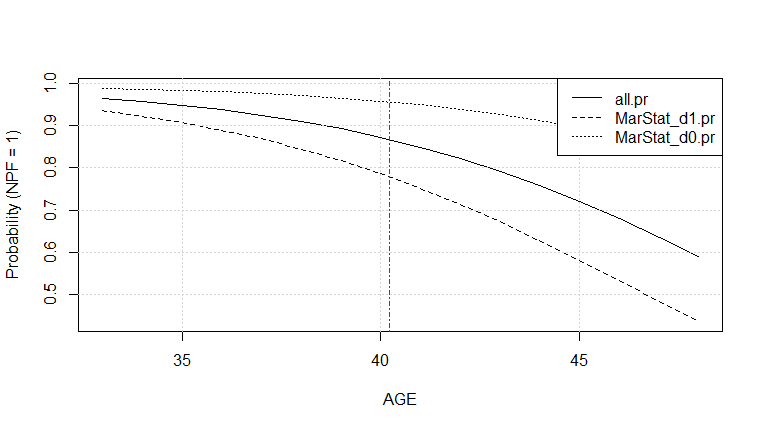 1.0
0.9
0.8
0.7
0.6
0.5
Probability (NPF = 1)
35
40
45
AGE
all.pr
MarStat_d1.pr
MarStat_d0.pr